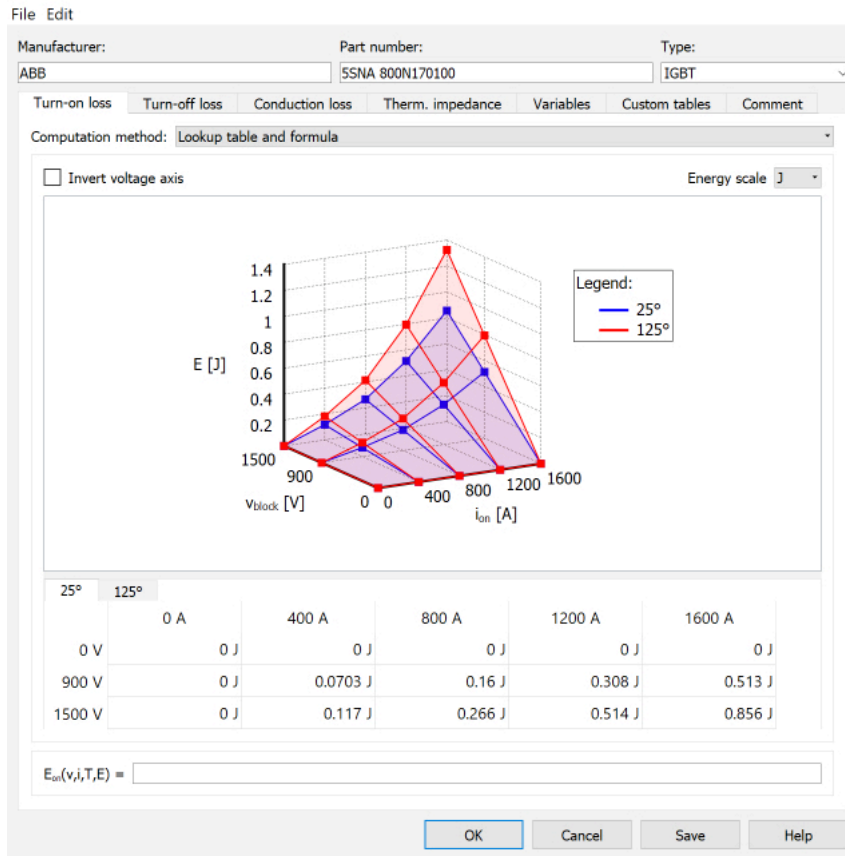 File Edit
Manufacturer: Part number: Type:
ABB 5SNA 800N170100 IGBT
Turn-on loss Turn-off loss Conduction loss Therm. impedance Variables Custom tables Comment
Computation method: Lookup table and formula
Invert voltage axis Energy scale J
1.4
1.2
1
0.8
0.6
0.4
0.2
E [J]
Legend:
25°
125°
1500
900
0
v_block [V]
0 400 800 1200 1600
i_on [A]
25° 125°
0 A 400 A 800 A 1200 A 1600 A
0 V 0 J 0 J 0 J 0 J 0 J
900 V 0 J 0.0703 J 0.16 J 0.308 J 0.513 J
1500 V 0 J 0.117 J 0.266 J 0.514 J 0.856 J
E_on(v,i,T,E) =
OK Cancel Save Help